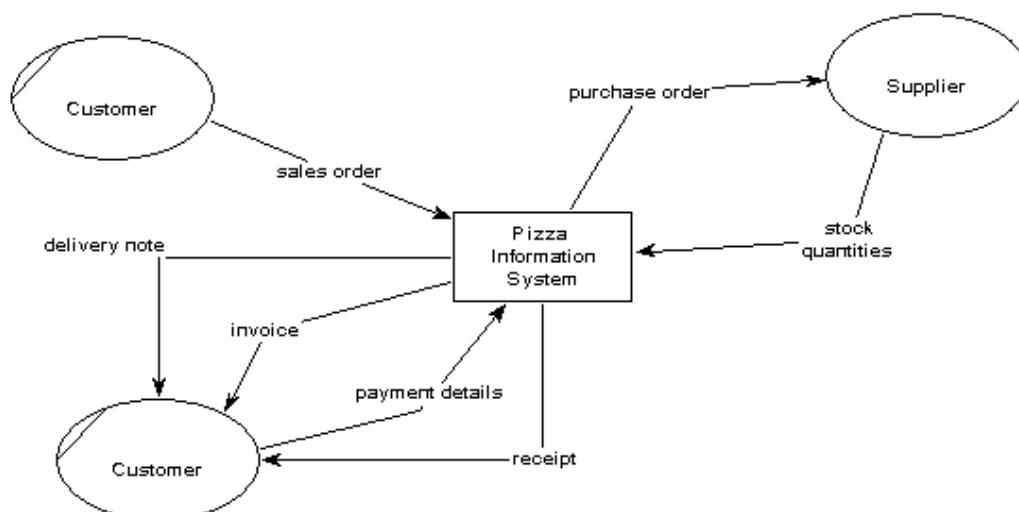 Customer
purchase order
Supplier
sales order
delivery note
Pizza
Information
System
stock
quantities
invoice
payment details
Customer
receipt